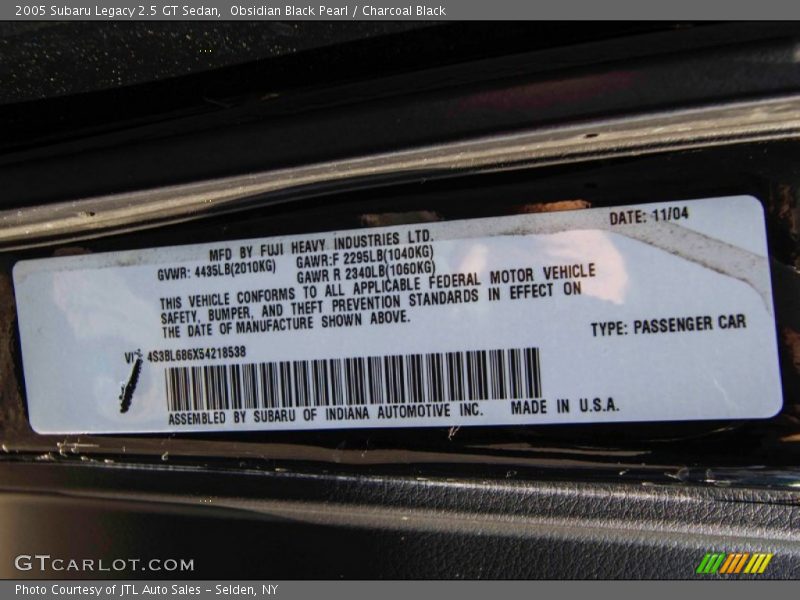 2005 Subaru Legacy 2.5 GT Sedan, Obsidian Black Pearl / Charcoal Black
MFD BY FUJI HEAVY INDUSTRIES LTD. DATE: 11/04
GVWR: 4435LB(2010KG) GAWR:F 2295LB(1040KG)
GAWR R 2340LB(1060KG)
THIS VEHICLE CONFORMS TO ALL APPLICABLE FEDERAL MOTOR VEHICLE
SAFETY, BUMPER, AND THEFT PREVENTION STANDARDS IN EFFECT ON
THE DATE OF MANUFACTURE SHOWN ABOVE.
TYPE: PASSENGER CAR
VIN: 4S3BL686X54218538
ASSEMBLED BY SUBARU OF INDIANA AUTOMOTIVE INC. MADE IN U.S.A.
GTCARLOT.COM
Photo Courtesy of JTL Auto Sales - Selden, NY